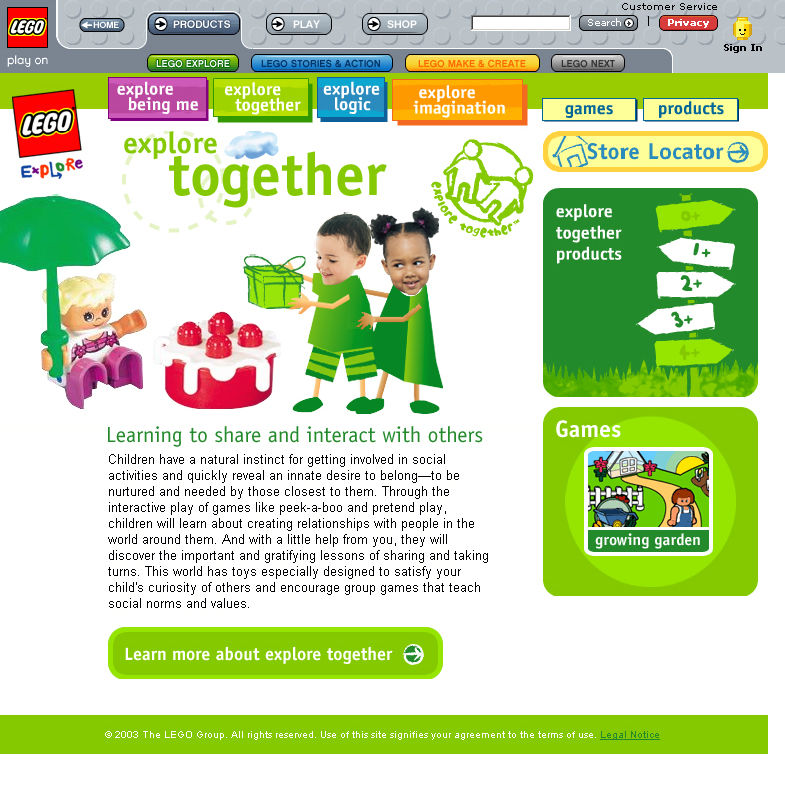 Customer Service
LEGO
HOME
PRODUCTS
PLAY
SHOP
Search
|
Privacy
Sign In
play on
LEGO EXPLORE
LEGO STORIES & ACTION
LEGO MAKE & CREATE
LEGO NEXT
explore
being me
explore
together
explore
logic
explore
imagination
games
products
LEGO
EXPLORE
explore
together
explore together™
Store Locator
explore
together
products
0+
1+
2+
3+
4+
Games
growing garden
Learning to share and interact with others
Children have a natural instinct for getting involved in social
activities and quickly reveal an innate desire to belong—to be
nurtured and needed by those closest to them. Through the
interactive play of games like peek-a-boo and pretend play,
children will learn about creating relationships with people in the
world around them. And with a little help from you, they will
discover the important and gratifying lessons of sharing and taking
turns. This world has toys especially designed to satisfy your
child's curiosity of others and encourage group games that teach
social norms and values.
Learn more about explore together
© 2003 The LEGO Group. All rights reserved. Use of this site signifies your agreement to the terms of use. Legal Notice